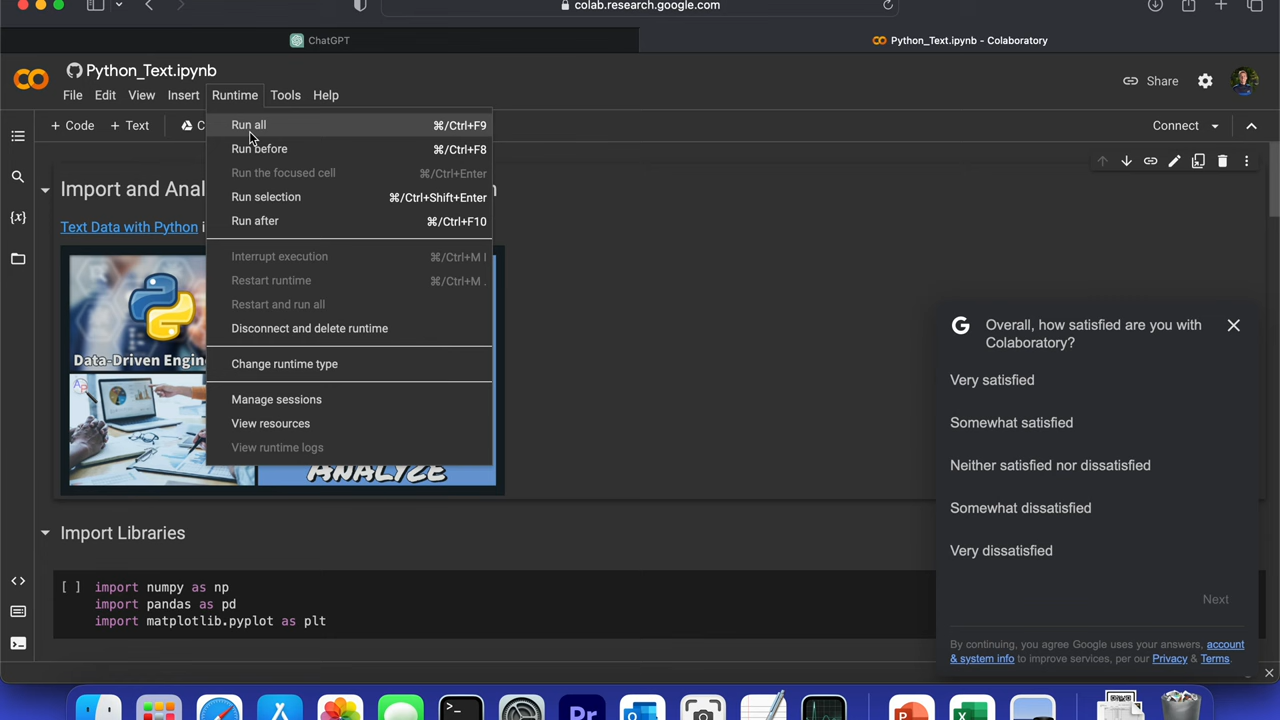 colab.research.google.com
ChatGPT
Python_Text.ipynb - Colaboratory
Python_Text.ipynb
Share
File Edit View Insert Runtime Tools Help
+ Code + Text C
Connect
Run all ⌘/Ctrl+F9
Run before ⌘/Ctrl+F8
Run the focused cell ⌘/Ctrl+Enter
Run selection ⌘/Ctrl+Shift+Enter
Run after ⌘/Ctrl+F10
Interrupt execution ⌘/Ctrl+M I
Restart runtime ⌘/Ctrl+M .
Restart and run all
Disconnect and delete runtime
Change runtime type
Manage sessions
View resources
View runtime logs
Import and Anal
n
Text Data with Python i
Data-Driven Engin
ANALYZE
Import Libraries
[ ] import numpy as np
import pandas as pd
import matplotlib.pyplot as plt
Overall, how satisfied are you with
Colaboratory?
Very satisfied
Somewhat satisfied
Neither satisfied nor dissatisfied
Somewhat dissatisfied
Very dissatisfied
Next
By continuing, you agree Google uses your answers, account
& system info to improve services, per our Privacy & Terms.
Pr